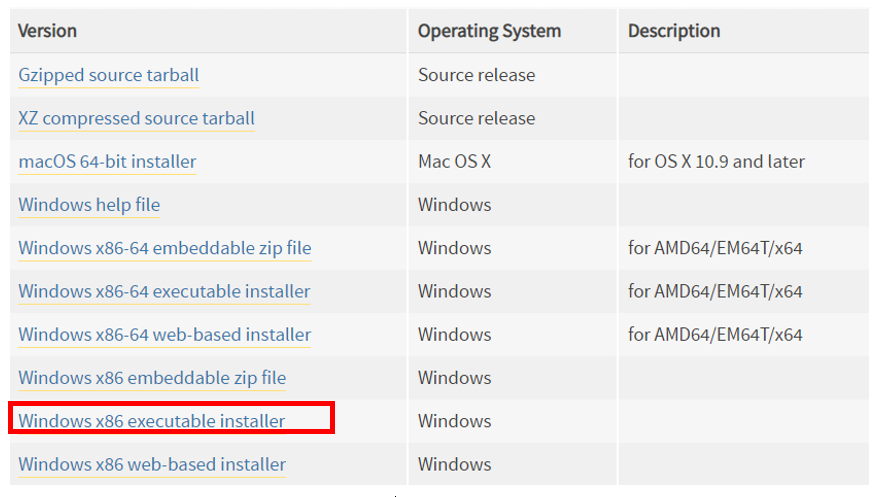 Version Operating System Description
Gzipped source tarball Source release
XZ compressed source tarball Source release
macOS 64-bit installer Mac OS X for OS X 10.9 and later
Windows help file Windows
Windows x86-64 embeddable zip file Windows for AMD64/EM64T/x64
Windows x86-64 executable installer Windows for AMD64/EM64T/x64
Windows x86-64 web-based installer Windows for AMD64/EM64T/x64
Windows x86 embeddable zip file Windows
Windows x86 executable installer Windows
Windows x86 web-based installer Windows